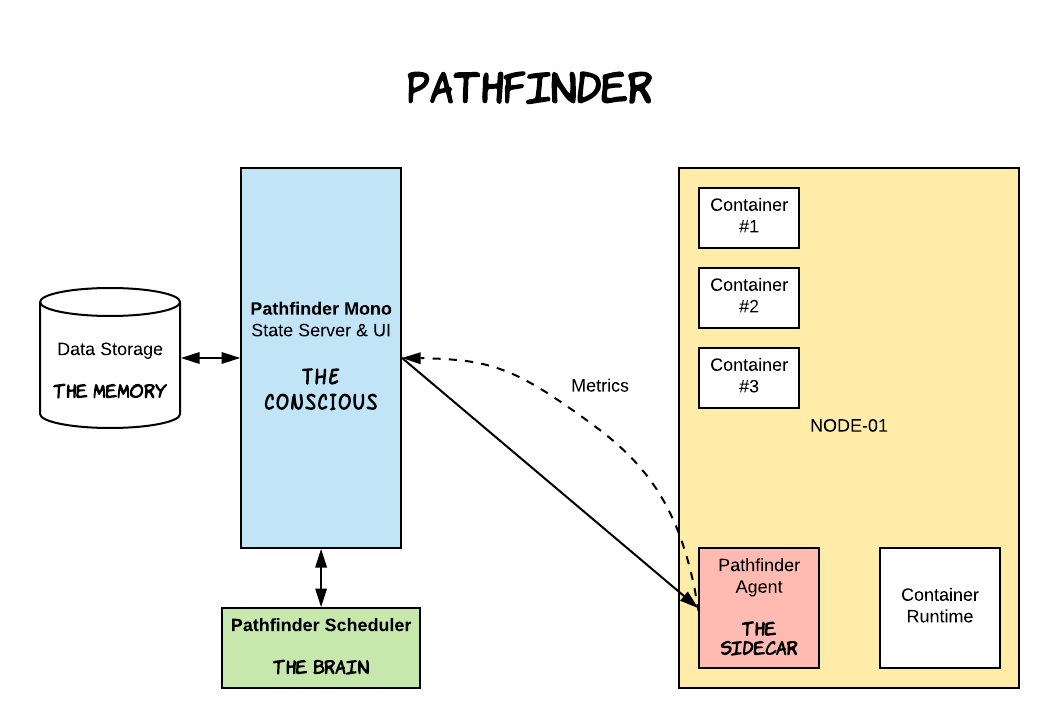 PATHFINDER
Data Storage
THE MEMORY
Pathfinder Mono
State Server & UI
THE
CONSCIOUS
Pathfinder Scheduler
THE BRAIN
Metrics
Container
#1
Container
#2
Container
#3
NODE-01
Pathfinder
Agent
THE
SIDECAR
Container
Runtime